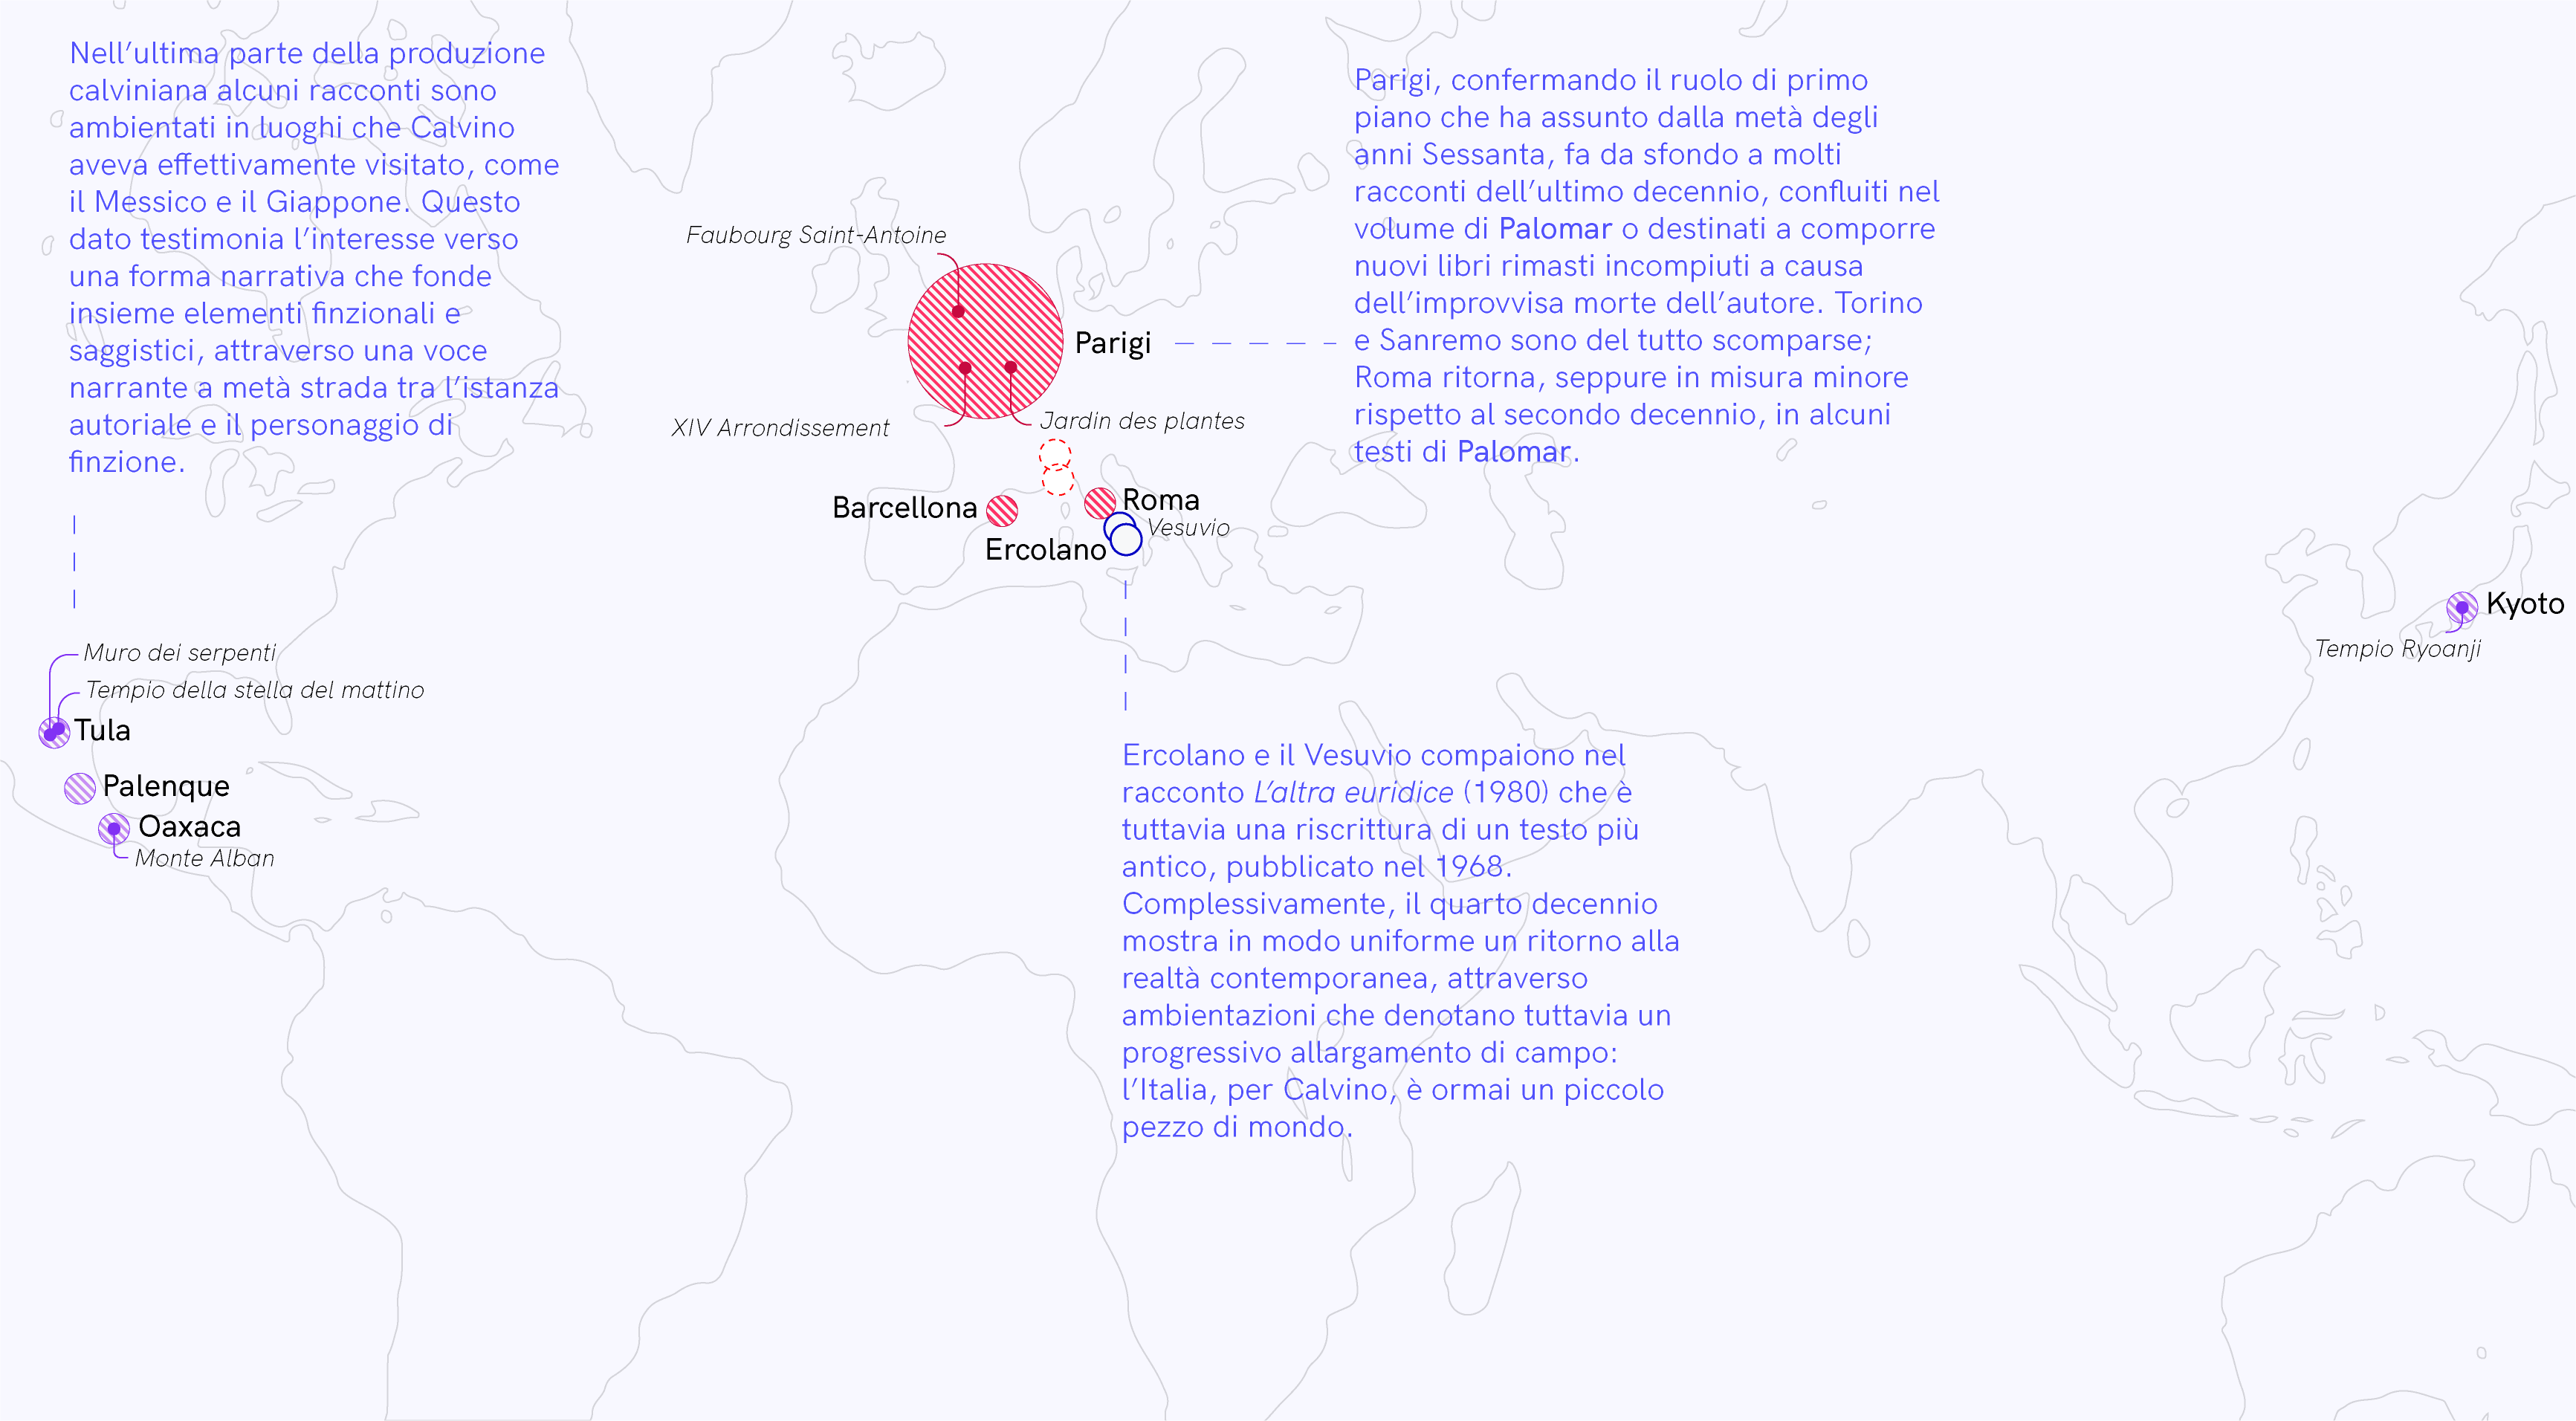 Nell’ultima parte della produzione
calviniana alcuni racconti sono
ambientati in luoghi che Calvino
aveva effettivamente visitato, come
il Messico e il Giappone. Questo
dato testimonia l’interesse verso
una forma narrativa che fonde
insieme elementi finzionali e
saggistici, attraverso una voce
narrante a metà strada tra l’istanza
autoriale e il personaggio di
finzione.
Parigi, confermando il ruolo di primo
piano che ha assunto dalla metà degli
anni Sessanta, fa da sfondo a molti
racconti dell’ultimo decennio, confluiti nel
volume di Palomar o destinati a comporre
nuovi libri rimasti incompiuti a causa
dell’improvvisa morte dell’autore. Torino
e Sanremo sono del tutto scomparse;
Roma ritorna, seppure in misura minore
rispetto al secondo decennio, in alcuni
testi di Palomar.
Faubourg Saint-Antoine
Parigi
XIV Arrondissement
Jardin des plantes
Barcellona
Roma
Vesuvio
Ercolano
Kyoto
Tempio Ryoanji
Muro dei serpenti
Tempio della stella del mattino
Tula
Palenque
Oaxaca
Monte Alban
Ercolano e il Vesuvio compaiono nel
racconto L’altra euridice (1980) che è
tuttavia una riscrittura di un testo più
antico, pubblicato nel 1968.
Complessivamente, il quarto decennio
mostra in modo uniforme un ritorno alla
realtà contemporanea, attraverso
ambientazioni che denotano tuttavia un
progressivo allargamento di campo:
l’Italia, per Calvino, è ormai un piccolo
pezzo di mondo.